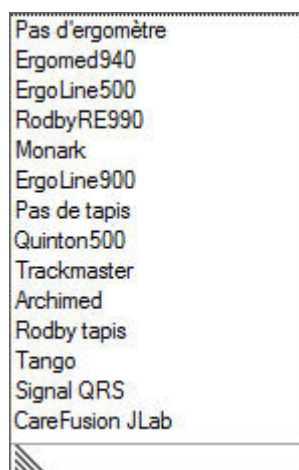 Pas d'ergomètre
Ergomed940
ErgoLine500
RodbyRE990
Monark
ErgoLine900
Pas de tapis
Quinton500
Trackmaster
Archimed
Rodby tapis
Tango
Signal QRS
CareFusion JLab